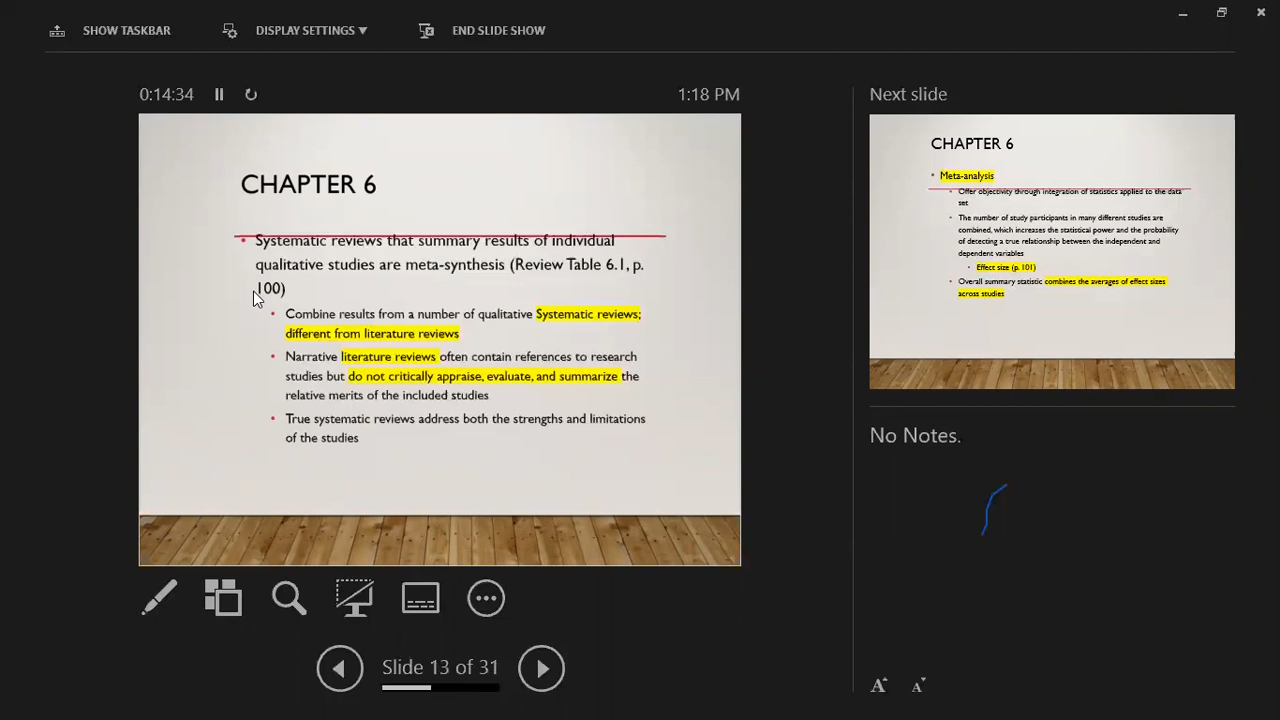 SHOW TASKBAR
DISPLAY SETTINGS
END SLIDE SHOW
0:14:34
1:18 PM
CHAPTER 6
Systematic reviews that summary results of individual
qualitative studies are meta-synthesis (Review Table 6.1, p.
100)
Combine results from a number of qualitative Systematic reviews;
different from literature reviews
Narrative literature reviews often contain references to research
studies but do not critically appraise, evaluate, and summarize the
relative merits of the included studies
True systematic reviews address both the strengths and limitations
of the studies
Slide 13 of 31
Next slide
CHAPTER 6
Meta-analysis
Offer objectivity through integration of statistics applied to the data
set
The number of study participants in many different studies are
combined, which increases the statistical power and the probability
of detecting a true relationship between the independent and
dependent variables
Effect size (p. 101)
Overall summary statistic combines the averages of effect sizes
across studies
No Notes.
A A